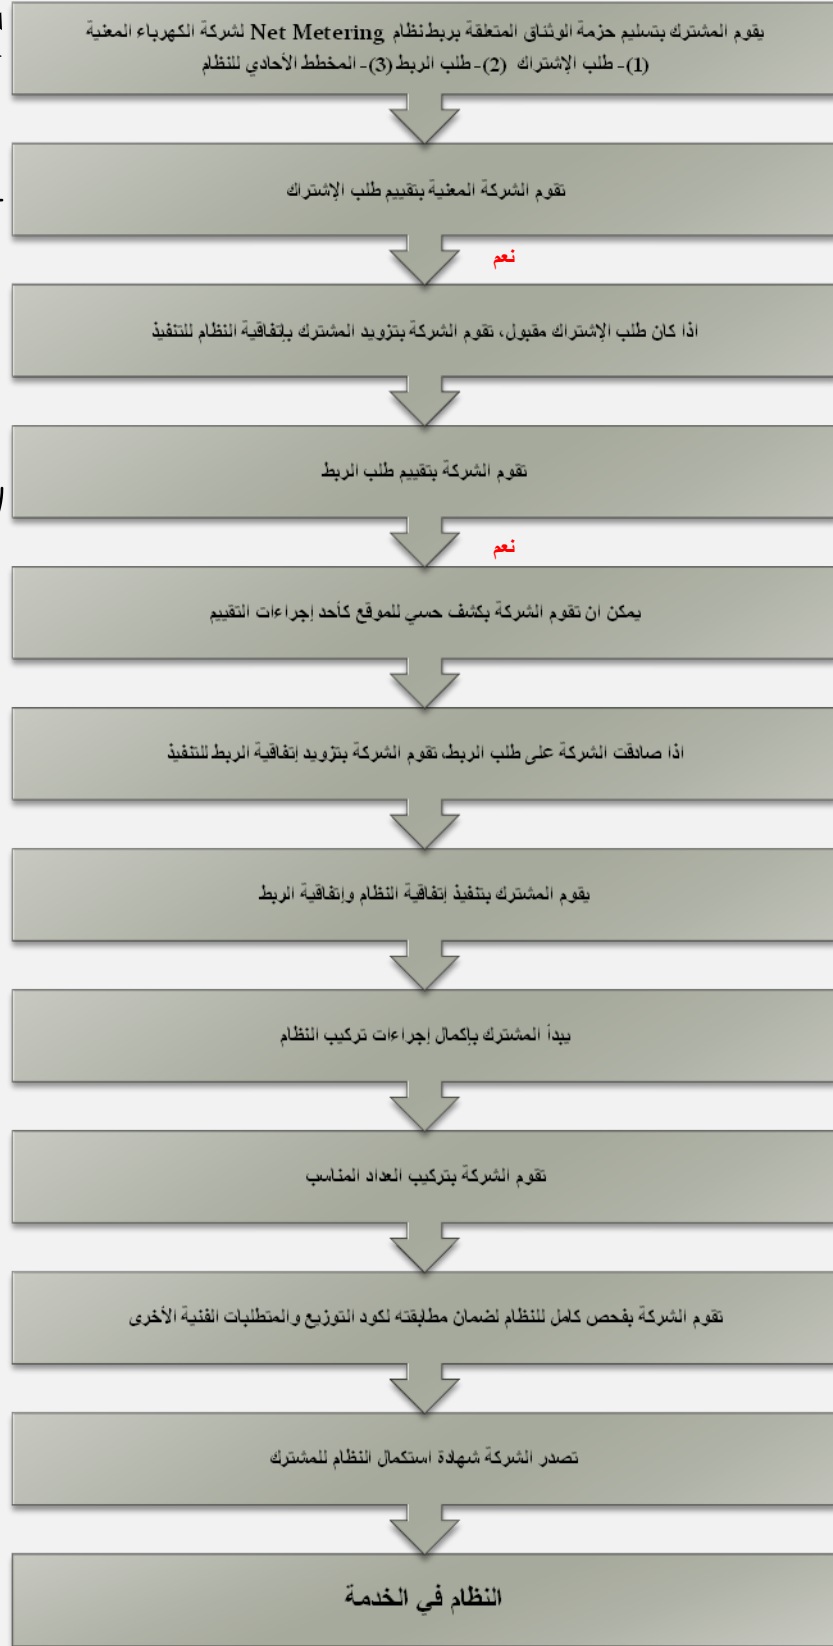 يقوم المشترك بتسليم حزمة الوثائق المتعلقة بربط نظام Net Metering لشركة الكهرباء المعنية
(1)- طلب الإشتراك (2)- طلب الربط (3)- المخطط الأحادي للنظام
تقوم الشركة المعنية بتقييم طلب الإشتراك
نعم
اذا كان طلب الإشتراك مقبول، تقوم الشركة بتزويد المشترك بإتفاقية النظام للتنفيذ
تقوم الشركة بتقييم طلب الربط
نعم
يمكن ان تقوم الشركة بكشف حسي للموقع كأحد إجراءات التقييم
اذا صادقت الشركة على طلب الربط، تقوم الشركة بتزويد إتفاقية الربط للتنفيذ
يقوم المشترك بتنفيذ إتفاقية النظام وإتفاقية الربط
يبدأ المشترك بإكمال إجراءات تركيب النظام
تقوم الشركة بتركيب العداد المناسب
تقوم الشركة بفحص كامل للنظام لضمان مطابقته لكود التوزيع والمتطلبات الفنية الأخرى
تصدر الشركة شهادة استكمال النظام للمشترك
النظام في الخدمة